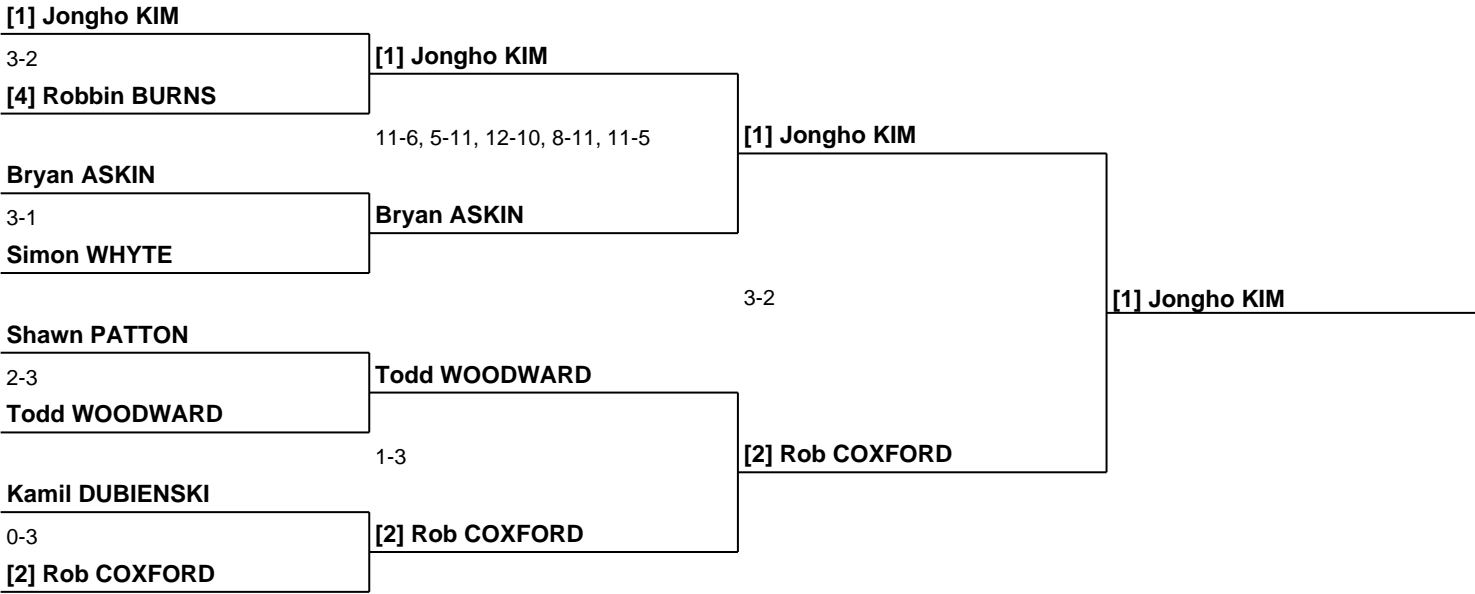 [1] Jongho KIM
3-2
[1] Jongho KIM
[4] Robbin BURNS
11-6, 5-11, 12-10, 8-11, 11-5
[1] Jongho KIM
Bryan ASKIN
3-1
Bryan ASKIN
Simon WHYTE
3-2
[1] Jongho KIM
Shawn PATTON
2-3
Todd WOODWARD
Todd WOODWARD
1-3
[2] Rob COXFORD
Kamil DUBIENSKI
0-3
[2] Rob COXFORD
[2] Rob COXFORD